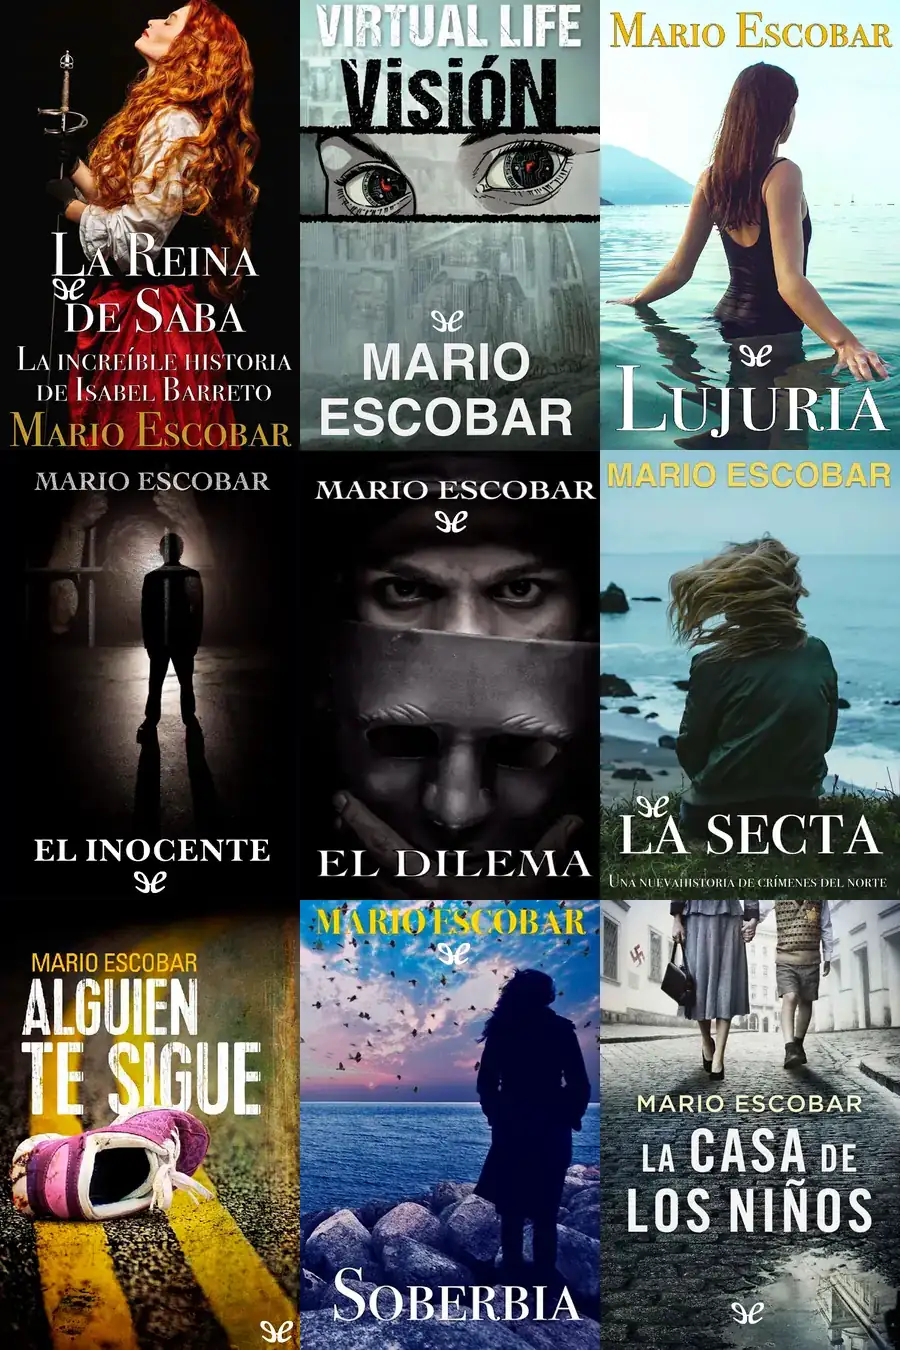 LA REINA
DE SABA
LA INCREÍBLE HISTORIA
DE ISABEL BARRETO
MARIO ESCOBAR
VIRTUAL LIFE
VisióN
MARIO
ESCOBAR
MARIO ESCOBAR
LUJURIA
MARIO ESCOBAR
EL INOCENTE
MARIO ESCOBAR
EL DILEMA
MARIO ESCOBAR
LA SECTA
UNA NUEVAHISTORIA DE CRÍMENES DEL NORTE
MARIO ESCOBAR
ALGUIEN
TE SIGUE
MARIO ESCOBAR
SOBERBIA
MARIO ESCOBAR
LA CASA DE
LOS NIÑOS